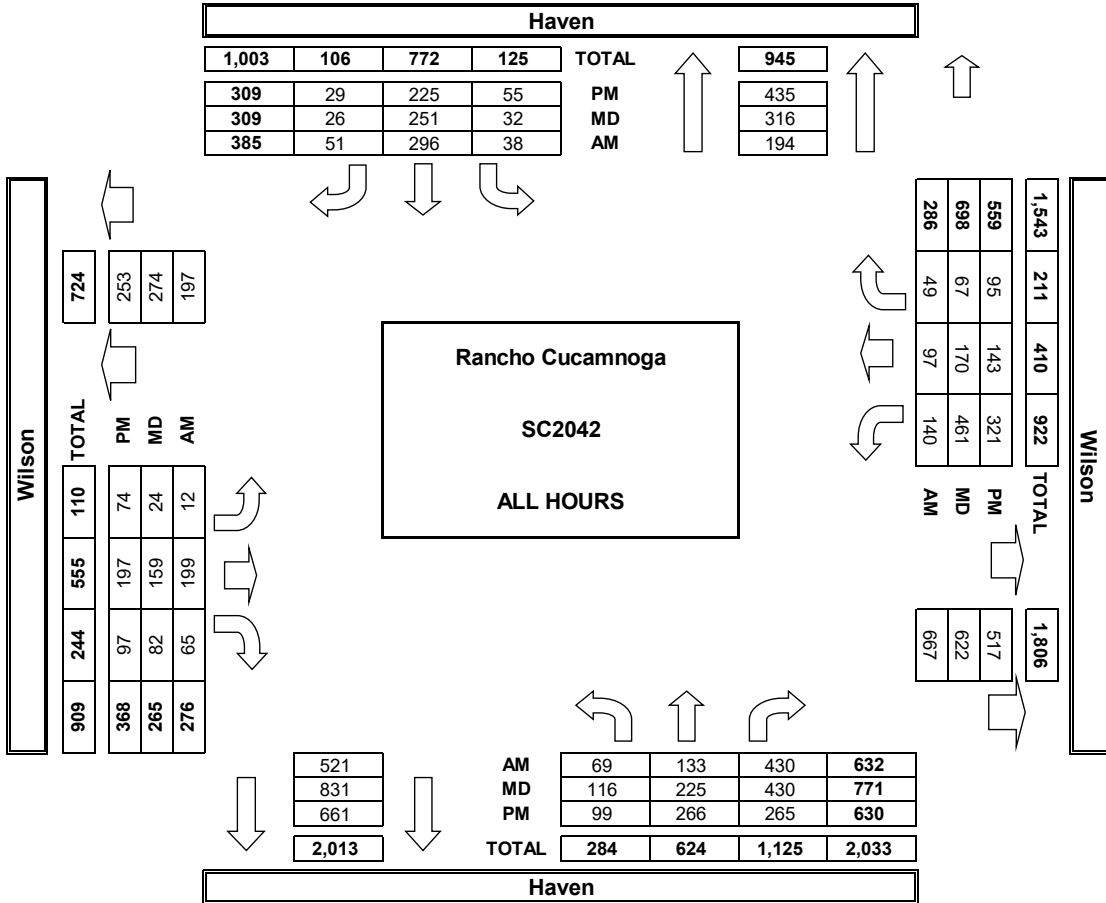 Haven
1,003 106 772 125 TOTAL 945
309 29 225 55 PM 435
309 26 251 32 MD 316
385 51 296 38 AM 194
Wilson
724 253 274 197
TOTAL PM MD AM
110 74 24 12
555 197 159 199
244 97 82 65
909 368 265 276
Rancho Cucamnoga
SC2042
ALL HOURS
286 698 559 1,543
49 67 95 211
97 170 143 410
140 461 321 922
AM MD PM TOTAL
667 622 517 1,806
Wilson
521 AM 69 133 430 632
831 MD 116 225 430 771
661 PM 99 266 265 630
2,013 TOTAL 284 624 1,125 2,033
Haven